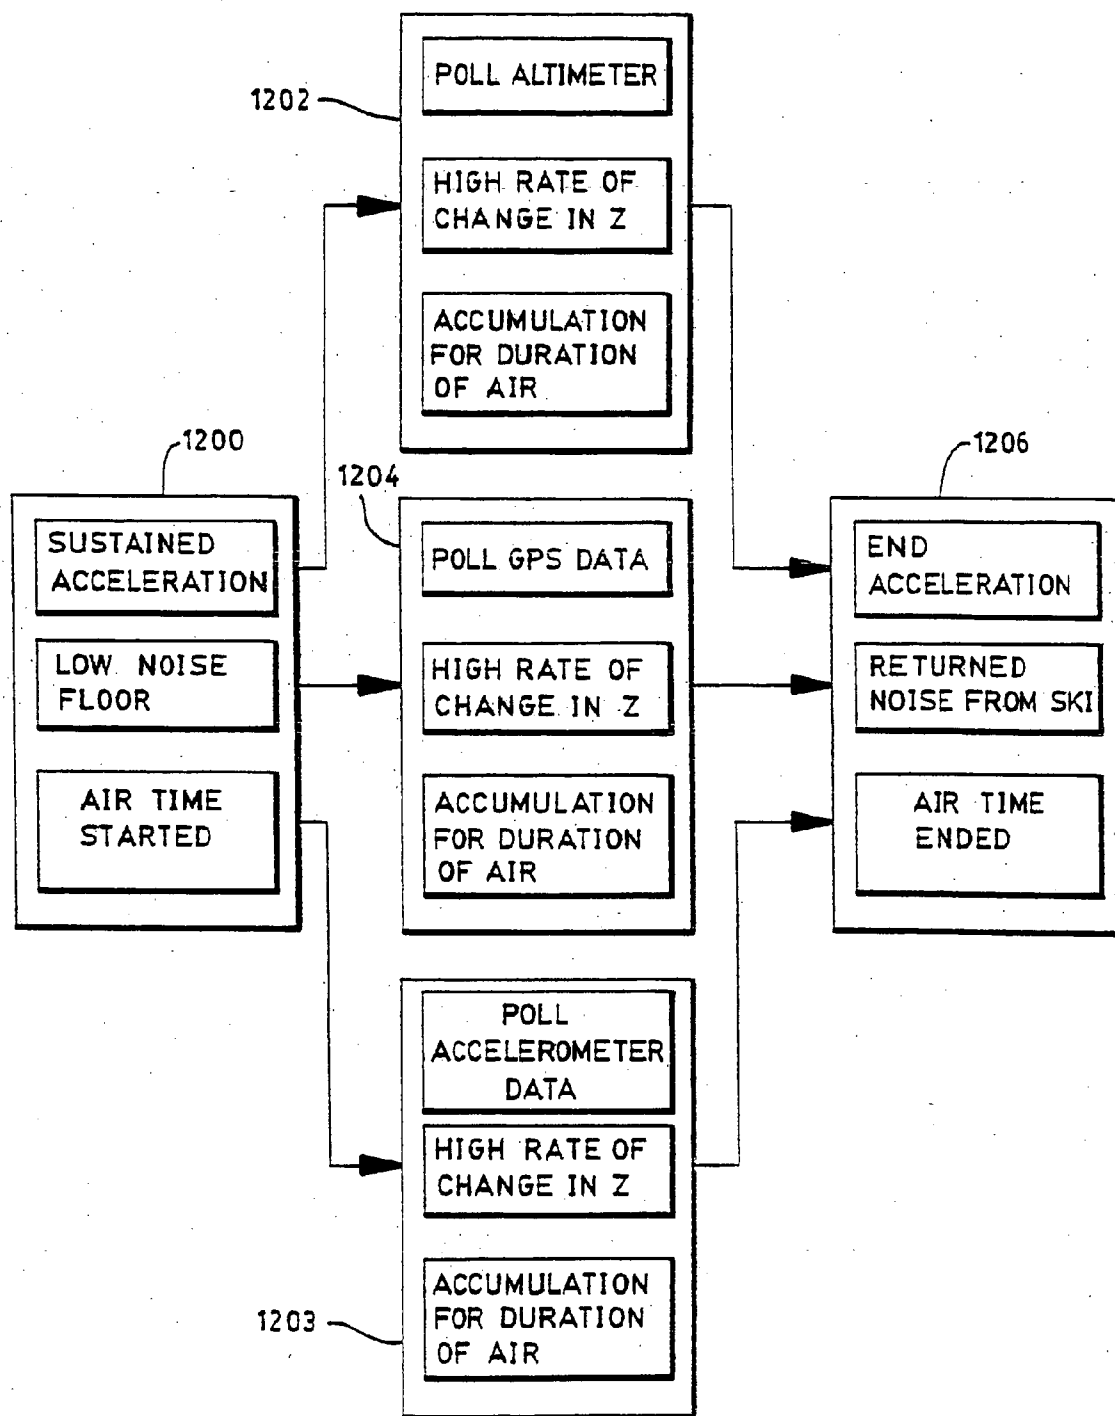 1202
POLL ALTIMETER
HIGH RATE OF
CHANGE IN Z
ACCUMULATION
FOR DURATION
OF AIR
1200
SUSTAINED
ACCELERATION
LOW NOISE
FLOOR
AIR TIME
STARTED
1204
POLL GPS DATA
HIGH RATE OF
CHANGE IN Z
ACCUMULATION
FOR DURATION
OF AIR
1203
POLL
ACCELEROMETER
DATA
HIGH RATE OF
CHANGE IN Z
ACCUMULATION
FOR DURATION
OF AIR
1206
END
ACCELERATION
RETURNED
NOISE FROM SKI
AIR TIME
ENDED